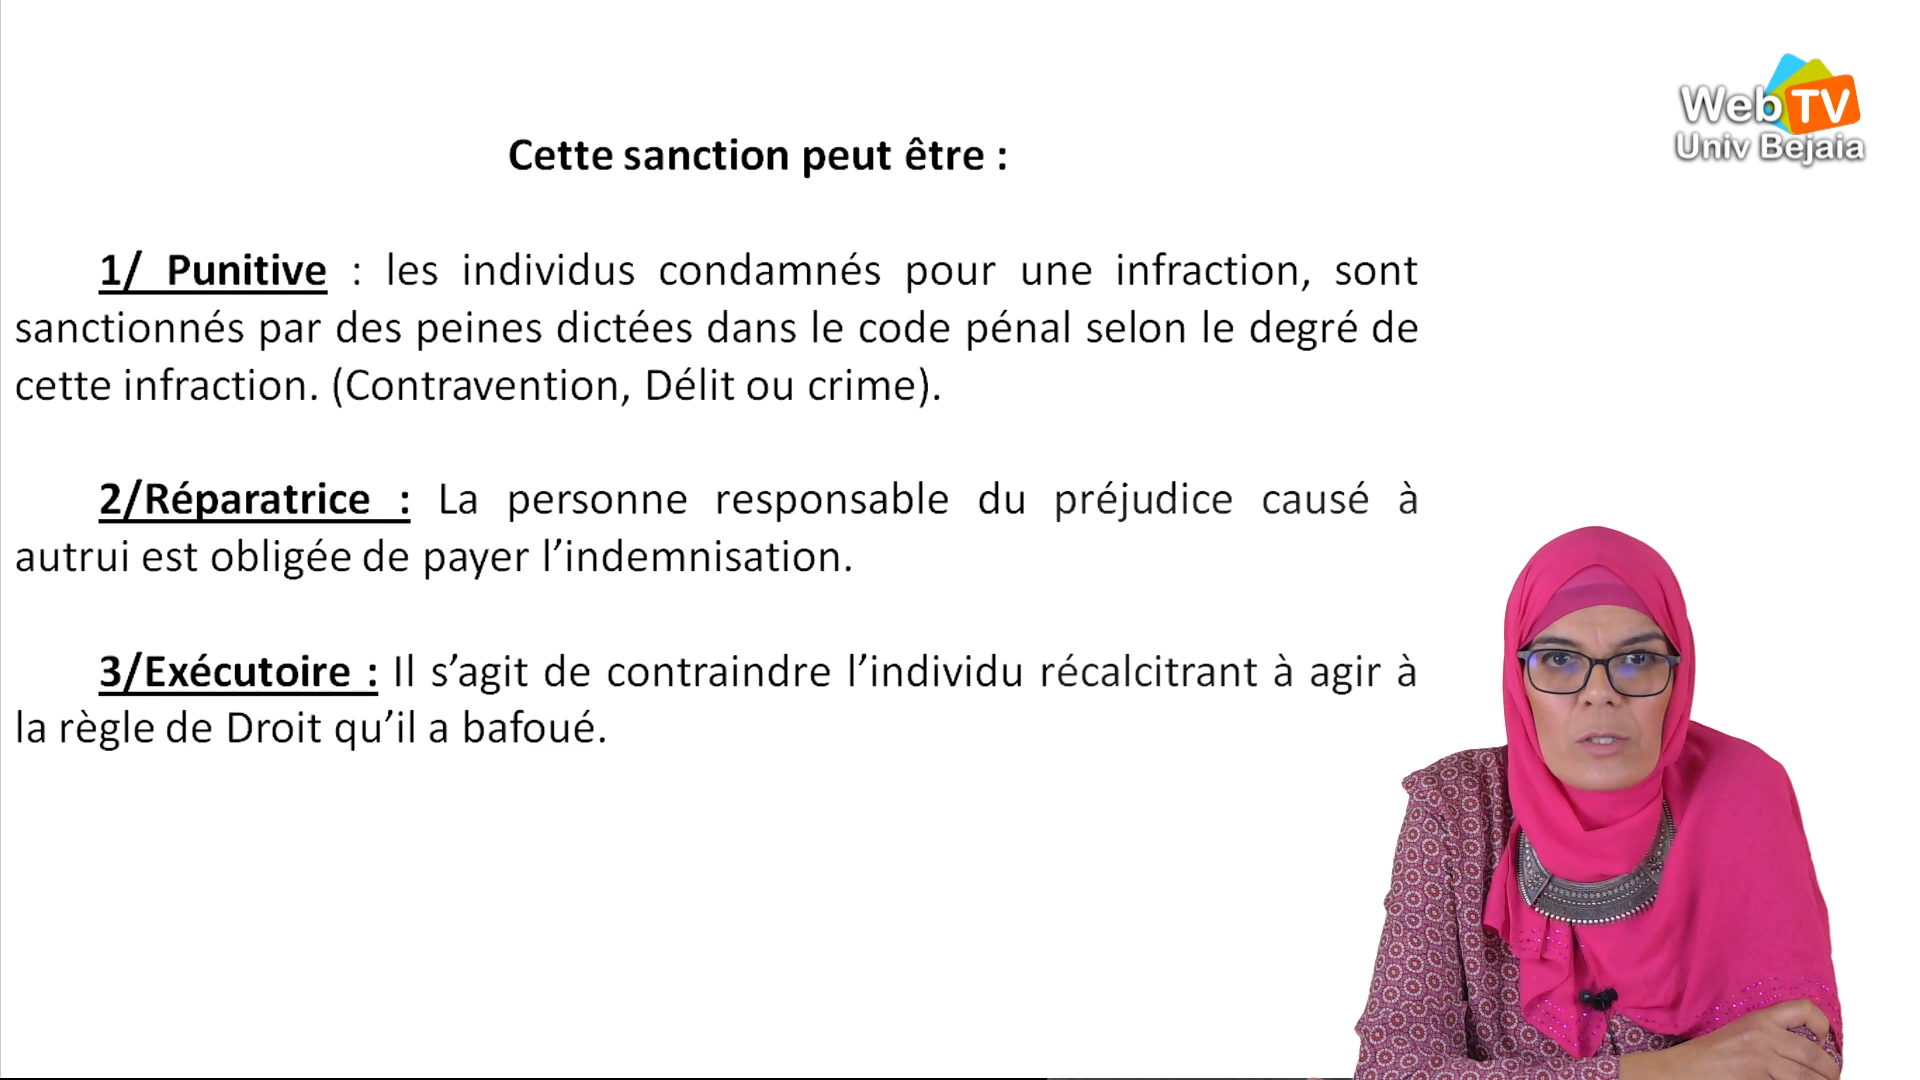 Web TV
Univ Bejaia
Cette sanction peut être :
1/ Punitive : les individus condamnés pour une infraction, sont
sanctionnés par des peines dictées dans le code pénal selon le degré de
cette infraction. (Contravention, Délit ou crime).
2/Réparatrice : La personne responsable du préjudice causé à
autrui est obligée de payer l’indemnisation.
3/Exécutoire : Il s’agit de contraindre l’individu récalcitrant à agir à
la règle de Droit qu’il a bafoué.